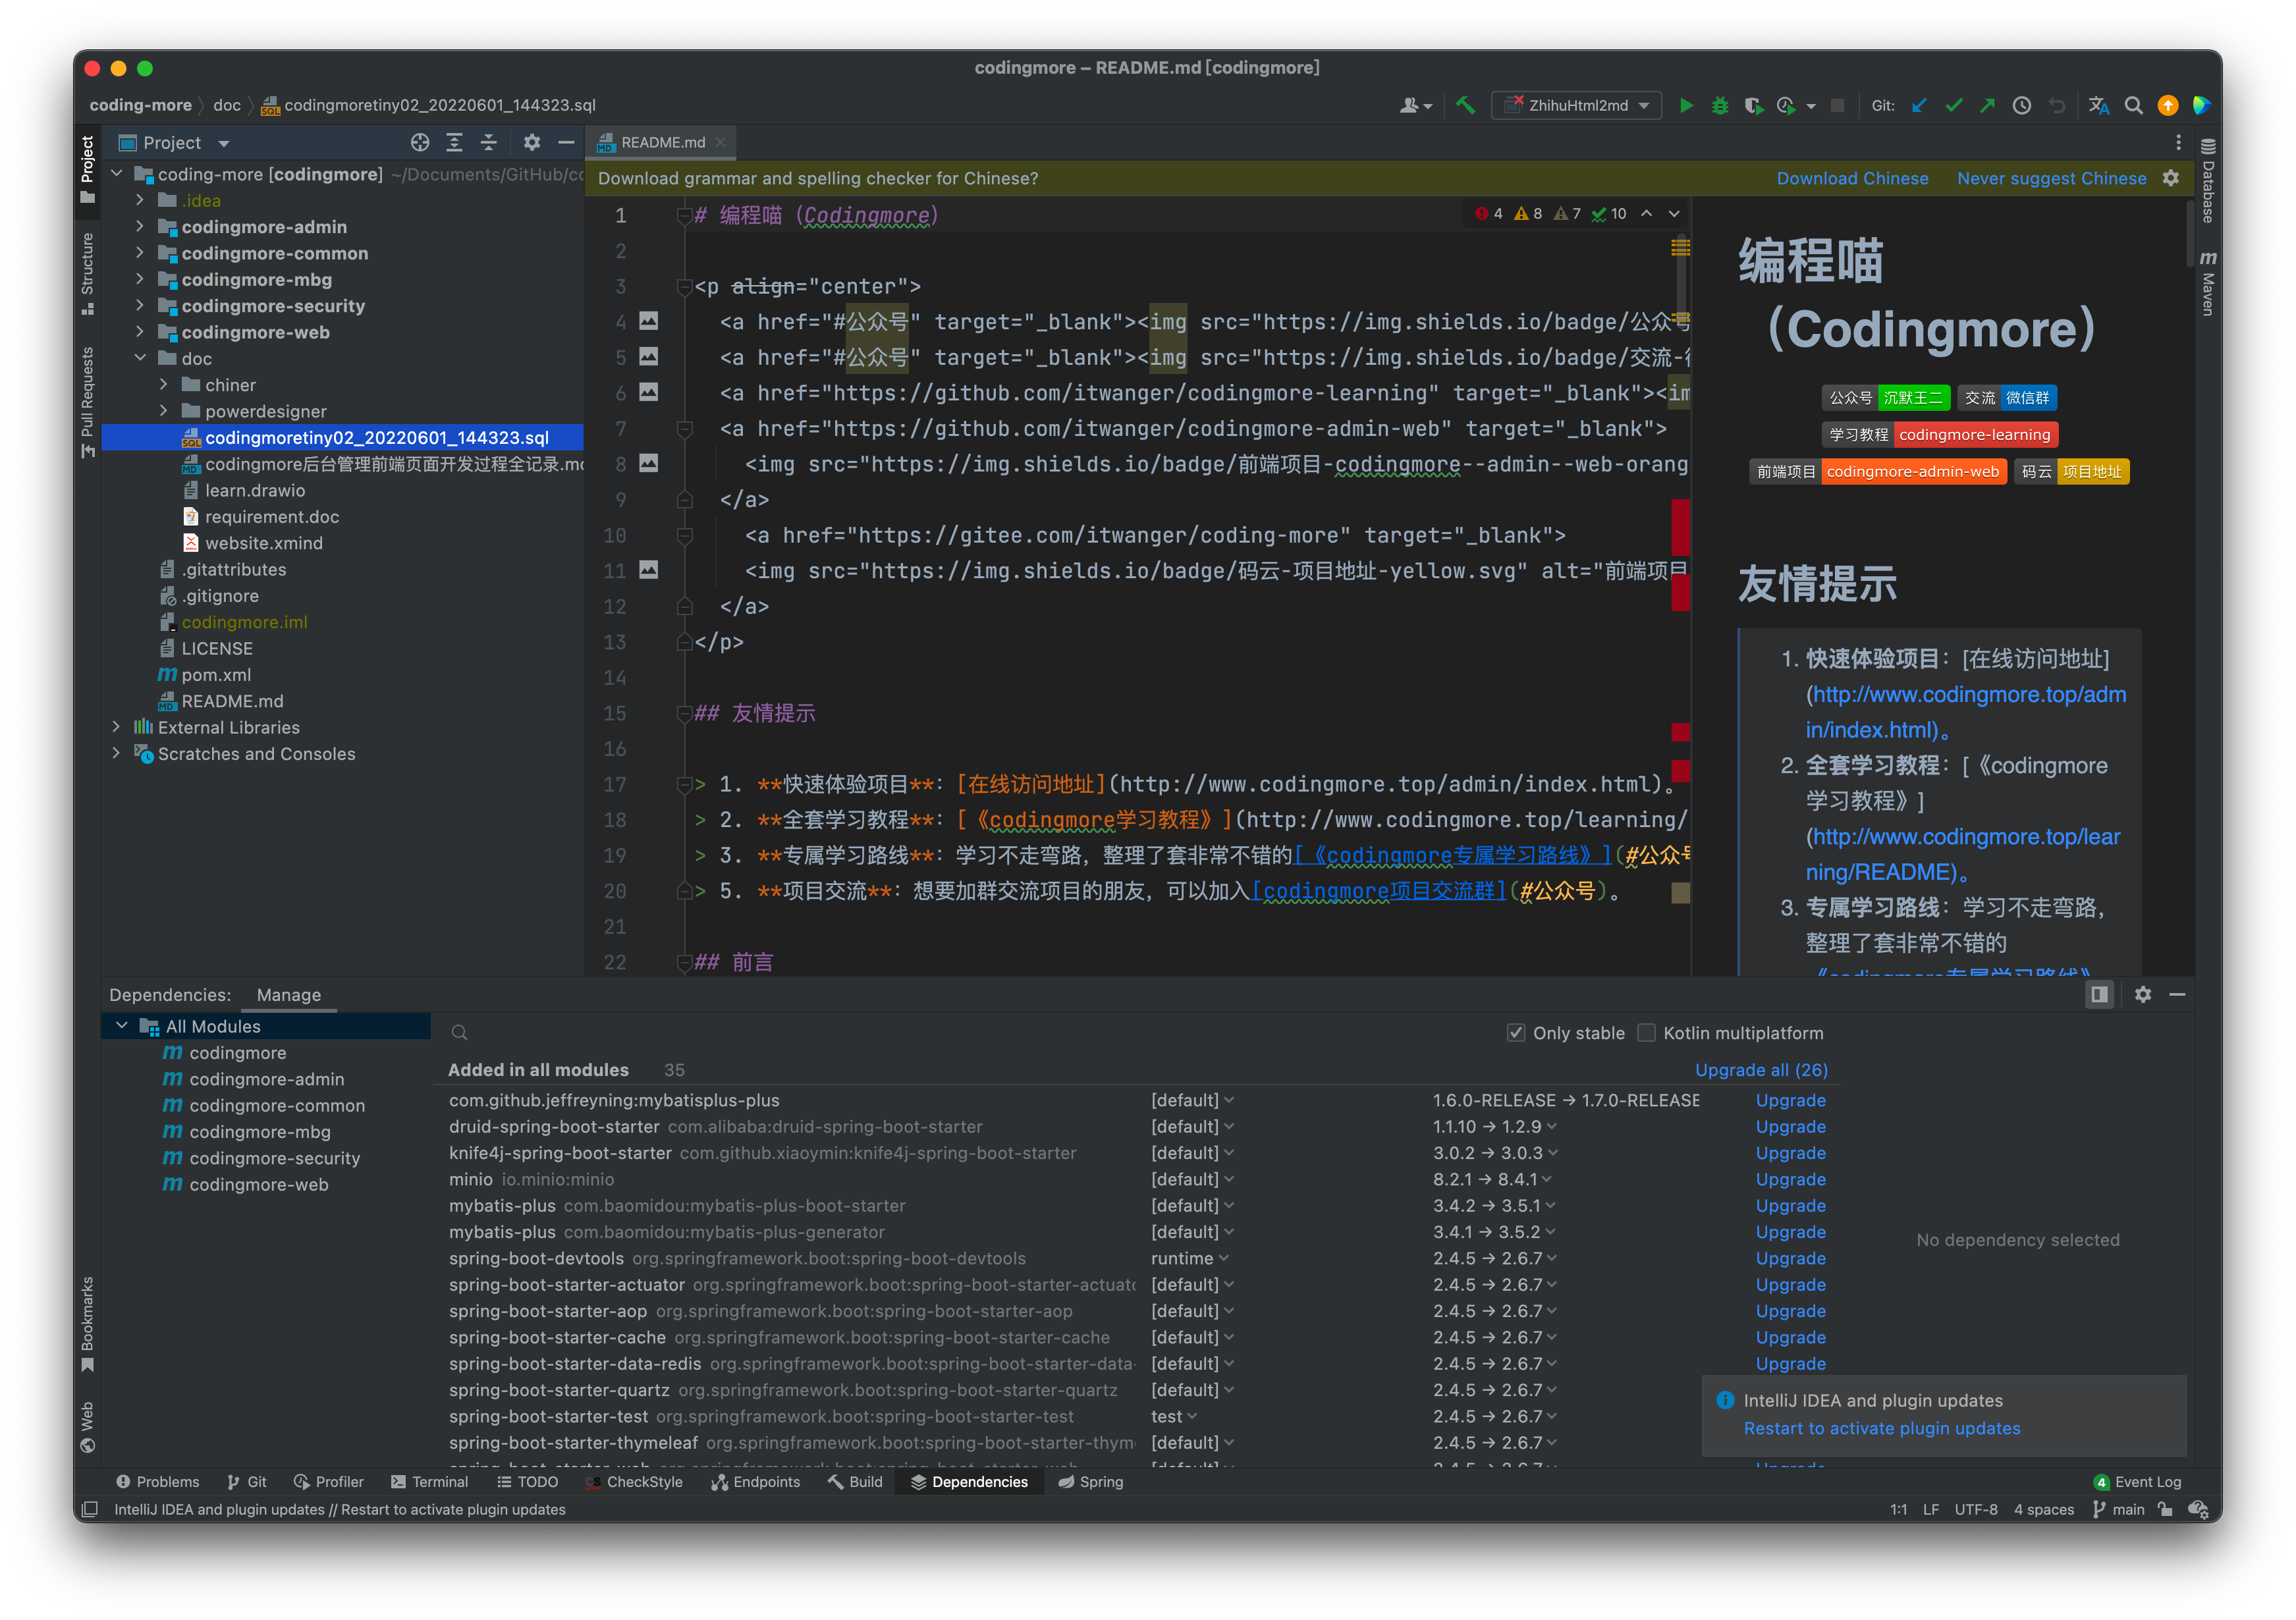 codingmore – README.md [codingmore]
coding-more 〉 doc 〉 codingmoretiny02_20220601_144323.sql
ZhihuHtml2md
Git:
Project
Structure
Pull Requests
Bookmarks
Web
Project
coding-more [codingmore] ~/Documents/GitHub/co
.idea
codingmore-admin
codingmore-common
codingmore-mbg
codingmore-security
codingmore-web
doc
chiner
powerdesigner
codingmoretiny02_20220601_144323.sql
codingmore后台管理前端页面开发过程全记录.md
learn.drawio
requirement.doc
website.xmind
.gitattributes
.gitignore
codingmore.iml
LICENSE
pom.xml
README.md
External Libraries
Scratches and Consoles
README.md
Download grammar and spelling checker for Chinese?
Download Chinese
Never suggest Chinese
4 8 7 10
1 # 编程喵（Codingmore）
2
3 <p align="center">
4 <a href="#公众号" target="_blank"><img src="https://img.shields.io/badge/公众号
5 <a href="#公众号" target="_blank"><img src="https://img.shields.io/badge/交流-
6 <a href="https://github.com/itwanger/codingmore-learning" target="_blank"><im
7 <a href="https://github.com/itwanger/codingmore-admin-web" target="_blank">
8 <img src="https://img.shields.io/badge/前端项目-codingmore--admin--web-orang
9 </a>
10 <a href="https://gitee.com/itwanger/coding-more" target="_blank">
11 <img src="https://img.shields.io/badge/码云-项目地址-yellow.svg" alt="前端项目
12 </a>
13 </p>
14
15 ## 友情提示
16
17 > 1. **快速体验项目**：[在线访问地址](http://www.codingmore.top/admin/index.html)。
18 > 2. **全套学习教程**：[《codingmore学习教程》](http://www.codingmore.top/learning/
19 > 3. **专属学习路线**：学习不走弯路，整理了套非常不错的[《codingmore专属学习路线》](#公众号
20 > 5. **项目交流**：想要加群交流项目的朋友，可以加入[codingmore项目交流群](#公众号)。
21
22 ## 前言
编程喵
（Codingmore）
公众号 沉默王二 交流 微信群
学习教程 codingmore-learning
前端项目 codingmore-admin-web 码云 项目地址
友情提示
1. 快速体验项目：[在线访问地址]
(http://www.codingmore.top/adm
in/index.html)。
2. 全套学习教程：[《codingmore
学习教程》]
(http://www.codingmore.top/lear
ning/README)。
3. 专属学习路线：学习不走弯路，
整理了套非常不错的
《codingmore专属学习路线》
Database
Maven
Dependencies: Manage
All Modules
codingmore
codingmore-admin
codingmore-common
codingmore-mbg
codingmore-security
codingmore-web
Only stable
Kotlin multiplatform
Added in all modules 35
Upgrade all (26)
com.github.jeffreyning:mybatisplus-plus [default] 1.6.0-RELEASE → 1.7.0-RELEASE Upgrade
druid-spring-boot-starter com.alibaba:druid-spring-boot-starter [default] 1.1.10 → 1.2.9 Upgrade
knife4j-spring-boot-starter com.github.xiaoymin:knife4j-spring-boot-starter [default] 3.0.2 → 3.0.3 Upgrade
minio io.minio:minio [default] 8.2.1 → 8.4.1 Upgrade
mybatis-plus com.baomidou:mybatis-plus-boot-starter [default] 3.4.2 → 3.5.1 Upgrade
mybatis-plus com.baomidou:mybatis-plus-generator [default] 3.4.1 → 3.5.2 Upgrade
spring-boot-devtools org.springframework.boot:spring-boot-devtools runtime 2.4.5 → 2.6.7 Upgrade
spring-boot-starter-actuator org.springframework.boot:spring-boot-starter-actuato [default] 2.4.5 → 2.6.7 Upgrade
spring-boot-starter-aop org.springframework.boot:spring-boot-starter-aop [default] 2.4.5 → 2.6.7 Upgrade
spring-boot-starter-cache org.springframework.boot:spring-boot-starter-cache [default] 2.4.5 → 2.6.7 Upgrade
spring-boot-starter-data-redis org.springframework.boot:spring-boot-starter-data- [default] 2.4.5 → 2.6.7 Upgrade
spring-boot-starter-quartz org.springframework.boot:spring-boot-starter-quartz [default] 2.4.5 → 2.6.7
spring-boot-starter-test org.springframework.boot:spring-boot-starter-test test 2.4.5 → 2.6.7
spring-boot-starter-thymeleaf org.springframework.boot:spring-boot-starter-thym [default] 2.4.5 → 2.6.7
spring-boot-starter-web org.springframework.boot:spring-boot-starter-web [default] 2.4.5 → 2.6.7 Upgrade
No dependency selected
IntelliJ IDEA and plugin updates
Restart to activate plugin updates
Problems Git Profiler Terminal TODO CheckStyle Endpoints Build Dependencies Spring
4 Event Log
IntelliJ IDEA and plugin updates // Restart to activate plugin updates
1:1 LF UTF-8 4 spaces main